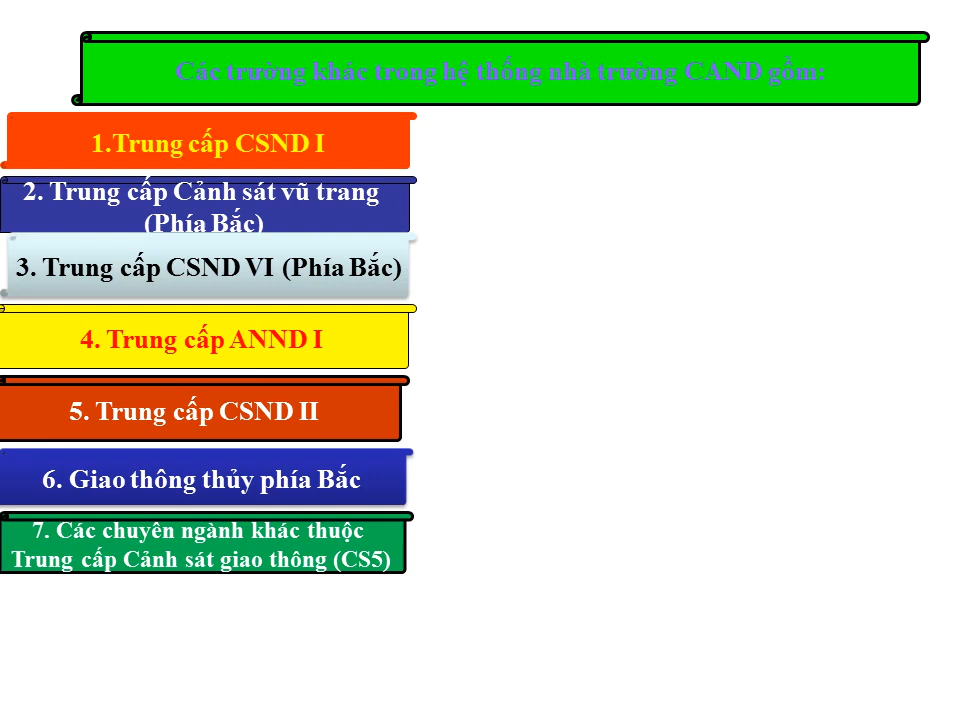 Các trường khác trong hệ thống nhà trường CAND gồm:
1.Trung cấp CSND I
2. Trung cấp Cảnh sát vũ trang
(Phía Bắc)
3. Trung cấp CSND VI (Phía Bắc)
4. Trung cấp ANND I
5. Trung cấp CSND II
6. Giao thông thủy phía Bắc
7. Các chuyên ngành khác thuộc
Trung cấp Cảnh sát giao thông (CS5)